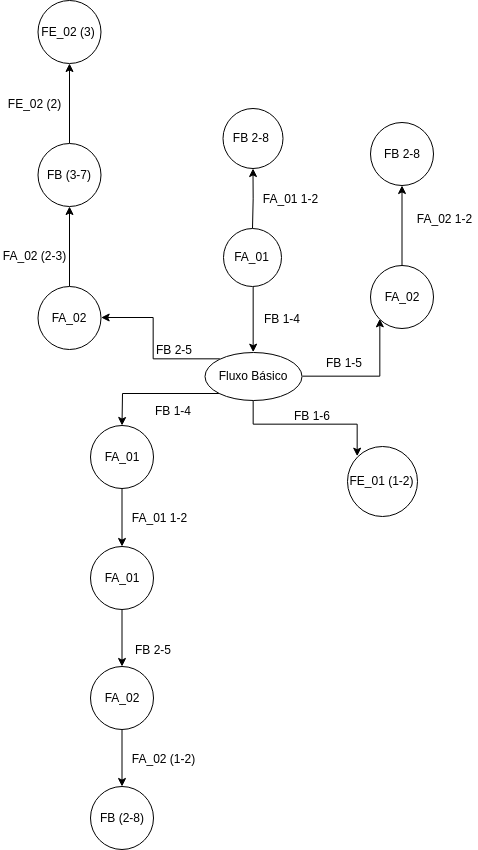 FE_02 (3)
FE_02 (2)
FB 2-8
FB 2-8
FB (3-7)
FA_01 1-2
FA_02 1-2
FA_02 (2-3)
FA_01
FA_02
FA_02
FB 1-4
FB 2-5
FB 1-5
Fluxo Básico
FB 1-4
FB 1-6
FA_01
FE_01 (1-2)
FA_01 1-2
FA_01
FB 2-5
FA_02
FA_02 (1-2)
FB (2-8)